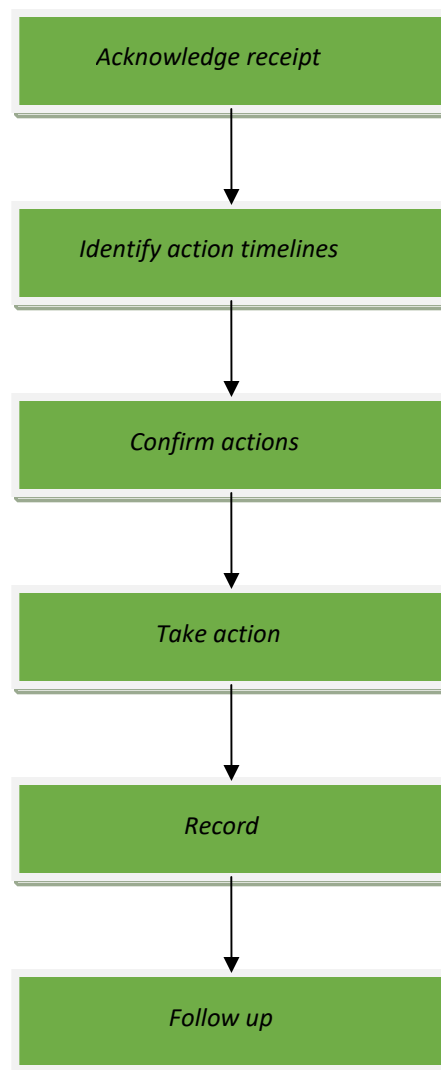 Acknowledge receipt
Identify action timelines
Confirm actions
Take action
Record
Follow up